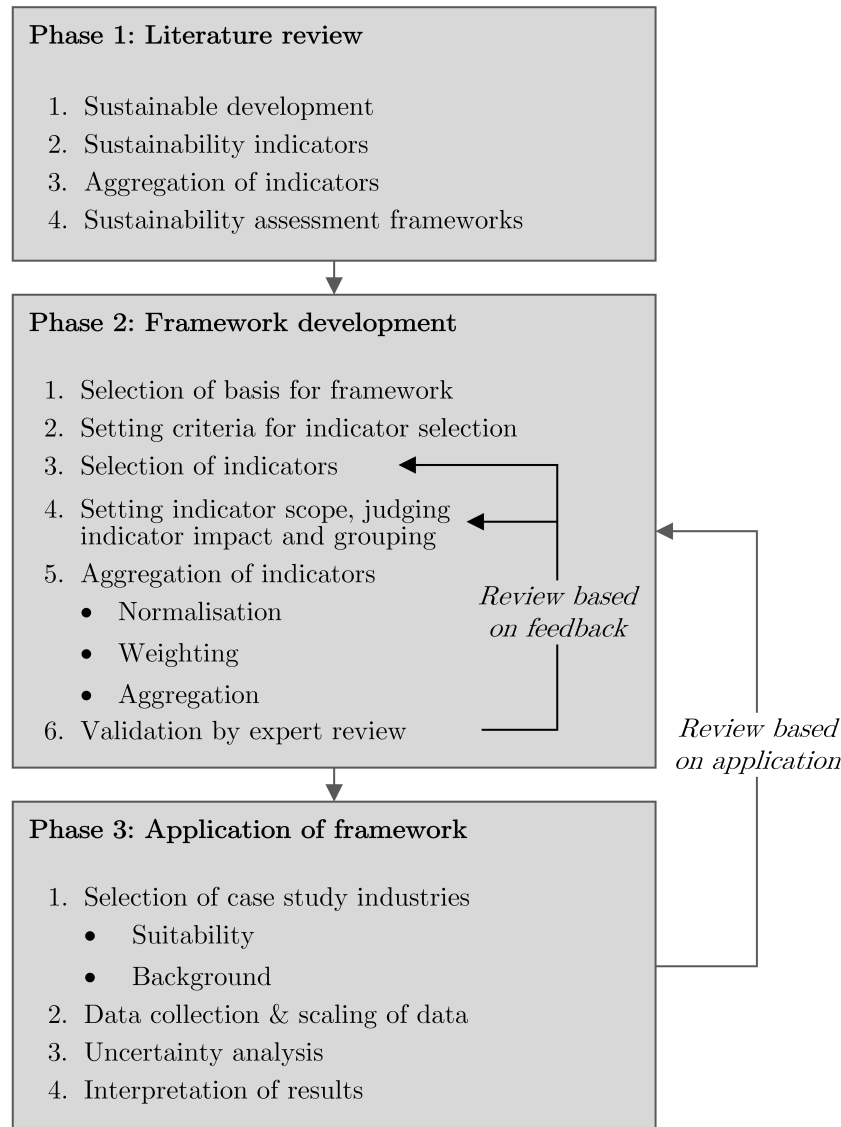 Phase 1: Literature review
1. Sustainable development
2. Sustainability indicators
3. Aggregation of indicators
4. Sustainability assessment frameworks
Phase 2: Framework development
1. Selection of basis for framework
2. Setting criteria for indicator selection
3. Selection of indicators
4. Setting indicator scope, judging
indicator impact and grouping
5. Aggregation of indicators
• Normalisation
• Weighting
• Aggregation
6. Validation by expert review
Review based
on feedback
Review based
on application
Phase 3: Application of framework
1. Selection of case study industries
• Suitability
• Background
2. Data collection & scaling of data
3. Uncertainty analysis
4. Interpretation of results